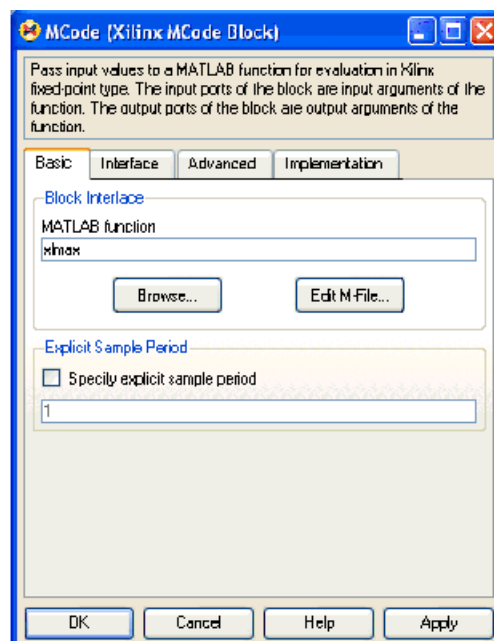 MCode (Xilinx MCode Block)
Pass input values to a MATLAB function for evaluation in Xilinx
fixed-point type. The input ports of the block are input arguments of the
function. The output ports of the block are output arguments of the
function.
Basic Interface Advanced Implementation
Block Interface
MATLAB function
xlmax
Browse... Edit M-File...
Explicit Sample Period
Specify explicit sample period
1
OK Cancel Help Apply